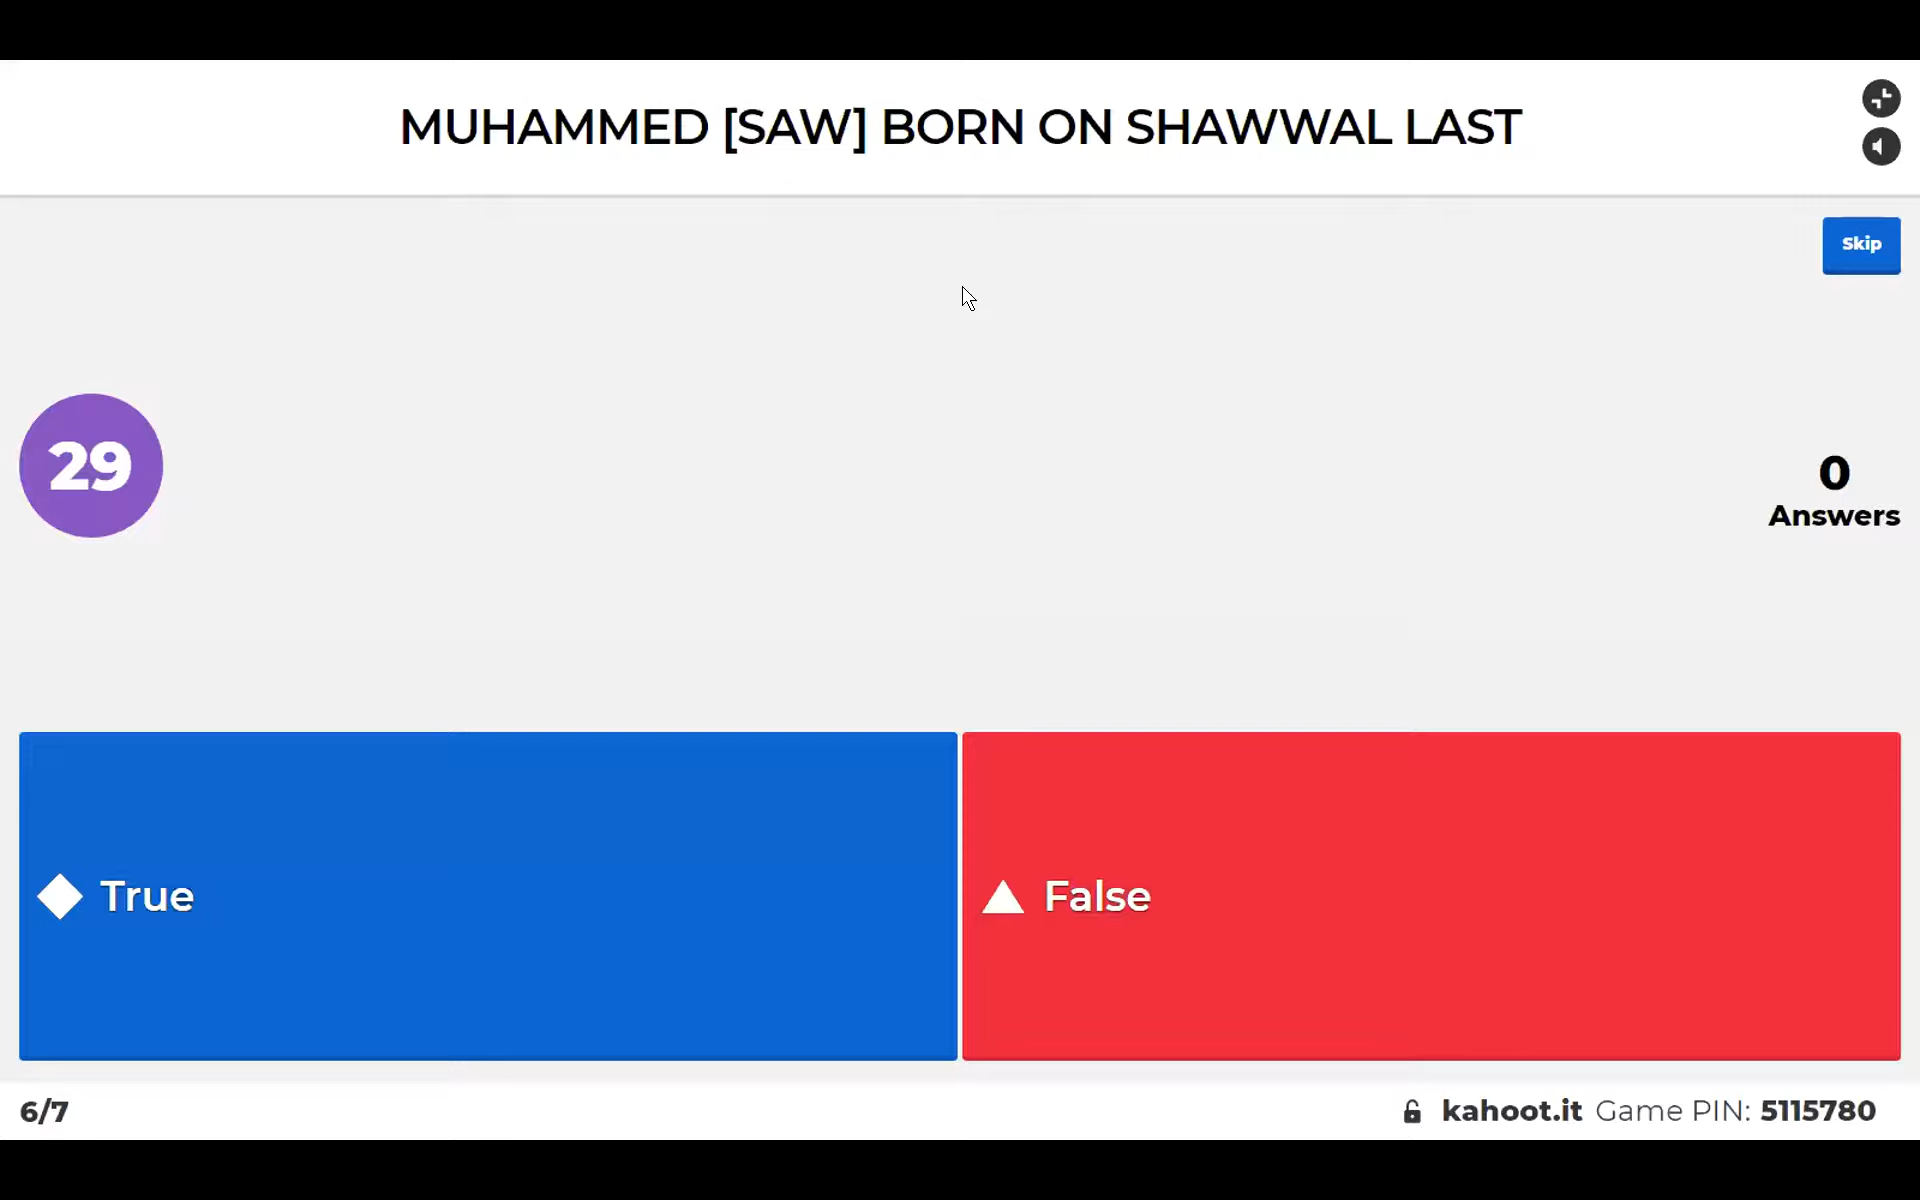 MUHAMMED [SAW] BORN ON SHAWWAL LAST
Skip
29
0
Answers
True
False
6/7
kahoot.it Game PIN: 5115780